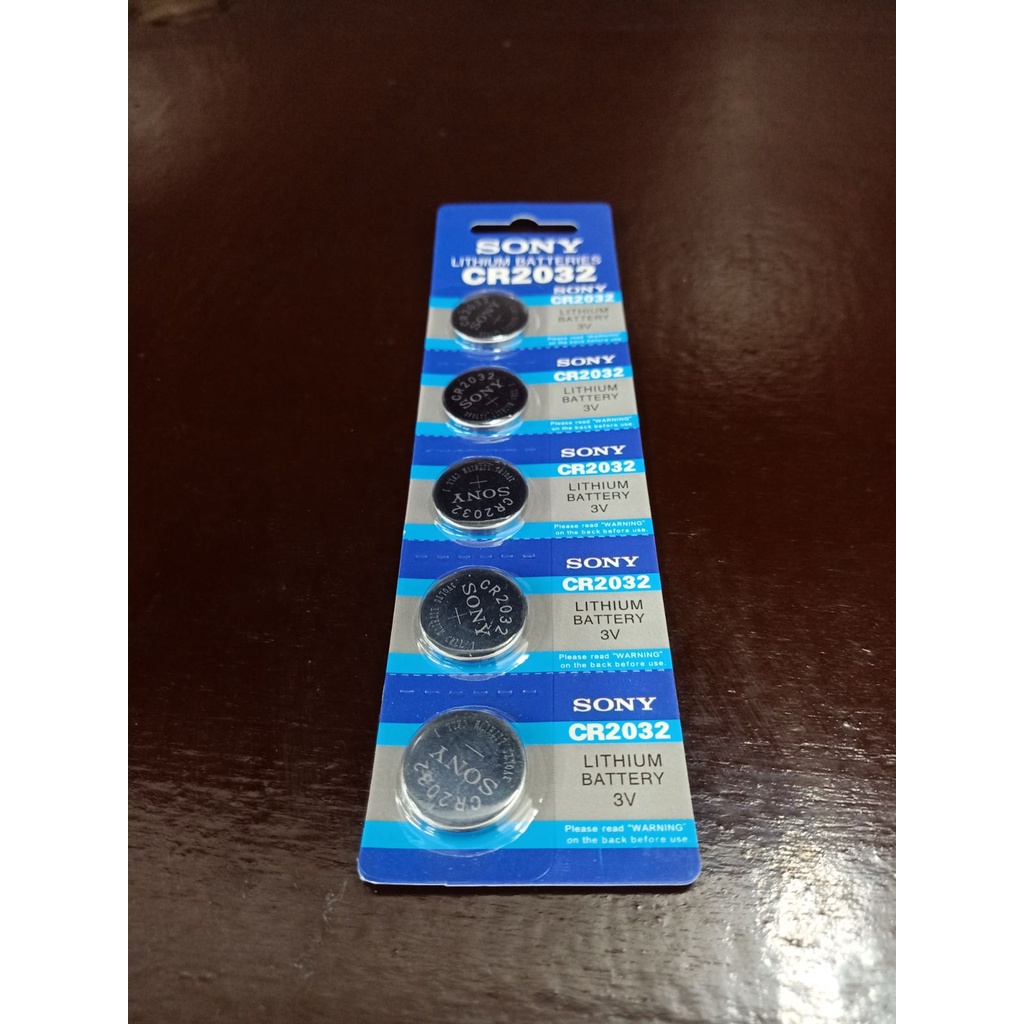 SONY
LITHIUM BATTERIES
CR2032
SONY
CR2032
LITHIUM
BATTERY
3V
CR2032
SONY
SONY
CR2032
LITHIUM
BATTERY
3V
Please read "WARNING"
on the back before use.
CR2032
SONY
+
SONY
CR2032
LITHIUM
BATTERY
3V
Please read "WARNING"
on the back before use.
+
SONY
CR2032
SONY
CR2032
LITHIUM
BATTERY
3V
Please read "WARNING"
on the back before use.
CR2032
SONY
+
SONY
CR2032
LITHIUM
BATTERY
3V
Please read "WARNING"
on the back before use
SONY
CR2032